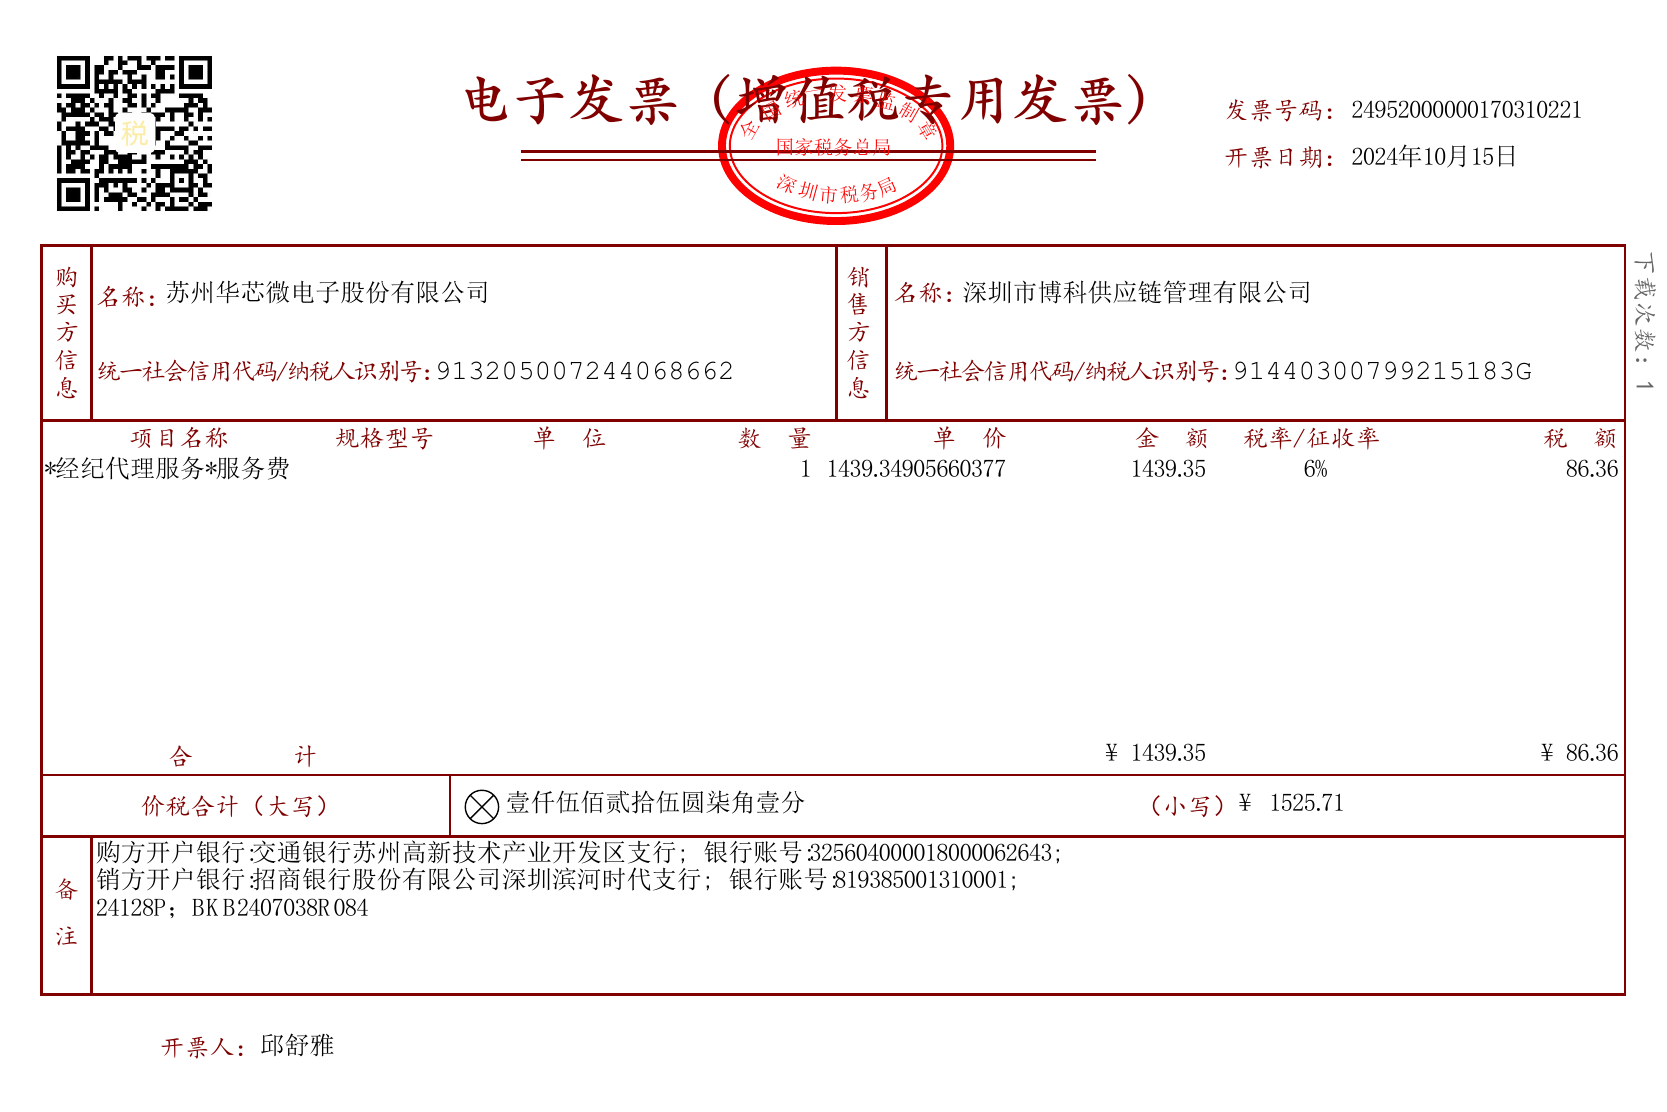 电子发票（增值税专用发票）
全国统一发票监制章
国家税务总局
深圳市税务局
税
发票号码：24952000000170310221
开票日期：2024年10月15日
下载次数：1
购买方信息
名称：苏州华芯微电子股份有限公司
统一社会信用代码/纳税人识别号：913205007244068662
销售方信息
名称：深圳市博科供应链管理有限公司
统一社会信用代码/纳税人识别号：91440300799215183G
项目名称 规格型号 单 位 数 量 单 价 金 额 税率/征收率 税 额
*经纪代理服务*服务费 1 1439.34905660377 1439.35 6% 86.36
合 计 ¥ 1439.35 ¥ 86.36
价税合计（大写） 壹仟伍佰贰拾伍圆柒角壹分 （小写）¥ 1525.71
备注
购方开户银行:交通银行苏州高新技术产业开发区支行; 银行账号:325604000018000062643;
销方开户银行:招商银行股份有限公司深圳滨河时代支行; 银行账号:819385001310001;
24128P；BKB2407038R084
开票人：邱舒雅